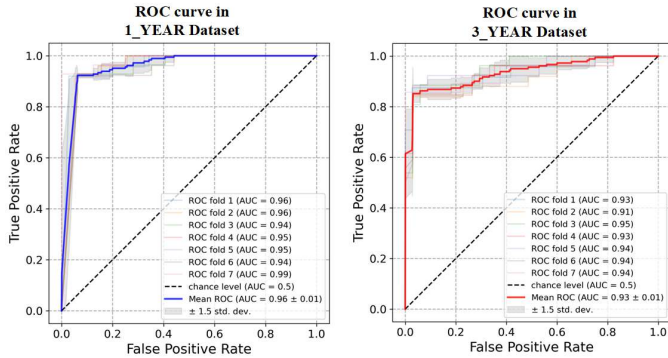 ROC curve in
1_YEAR Dataset
1.0
0.8
0.6
0.4
0.2
0.0
True Positive Rate
ROC fold 1 (AUC = 0.96)
ROC fold 2 (AUC = 0.96)
ROC fold 3 (AUC = 0.94)
ROC fold 4 (AUC = 0.95)
ROC fold 5 (AUC = 0.95)
ROC fold 6 (AUC = 0.94)
ROC fold 7 (AUC = 0.99)
chance level (AUC = 0.5)
Mean ROC (AUC = 0.96 ± 0.01)
± 1.5 std. dev.
0.0 0.2 0.4 0.6 0.8 1.0
False Positive Rate
ROC curve in
3_YEAR Dataset
1.0
0.8
0.6
0.4
0.2
0.0
True Positive Rate
ROC fold 1 (AUC = 0.93)
ROC fold 2 (AUC = 0.91)
ROC fold 3 (AUC = 0.95)
ROC fold 4 (AUC = 0.93)
ROC fold 5 (AUC = 0.94)
ROC fold 6 (AUC = 0.94)
ROC fold 7 (AUC = 0.94)
chance level (AUC = 0.5)
Mean ROC (AUC = 0.93 ± 0.01)
± 1.5 std. dev.
0.0 0.2 0.4 0.6 0.8 1.0
False Positive Rate